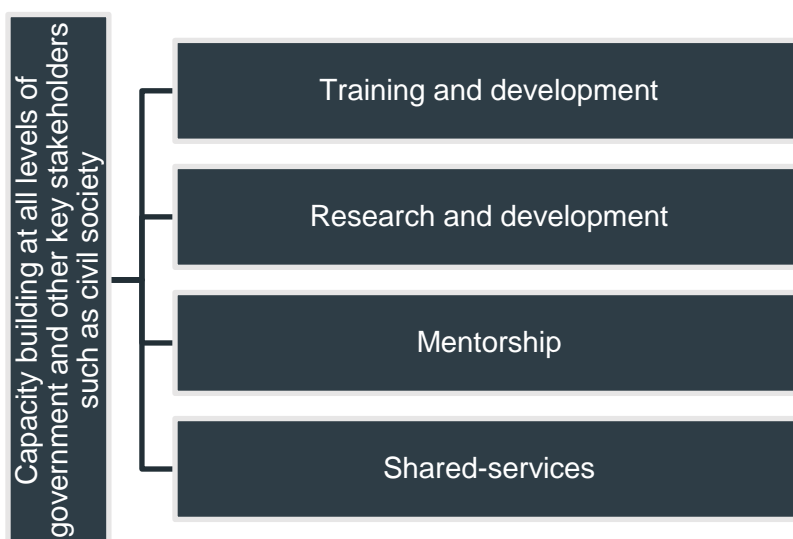 Capacity building at all levels of
government and other key stakeholders
such as civil society
Training and development
Research and development
Mentorship
Shared-services